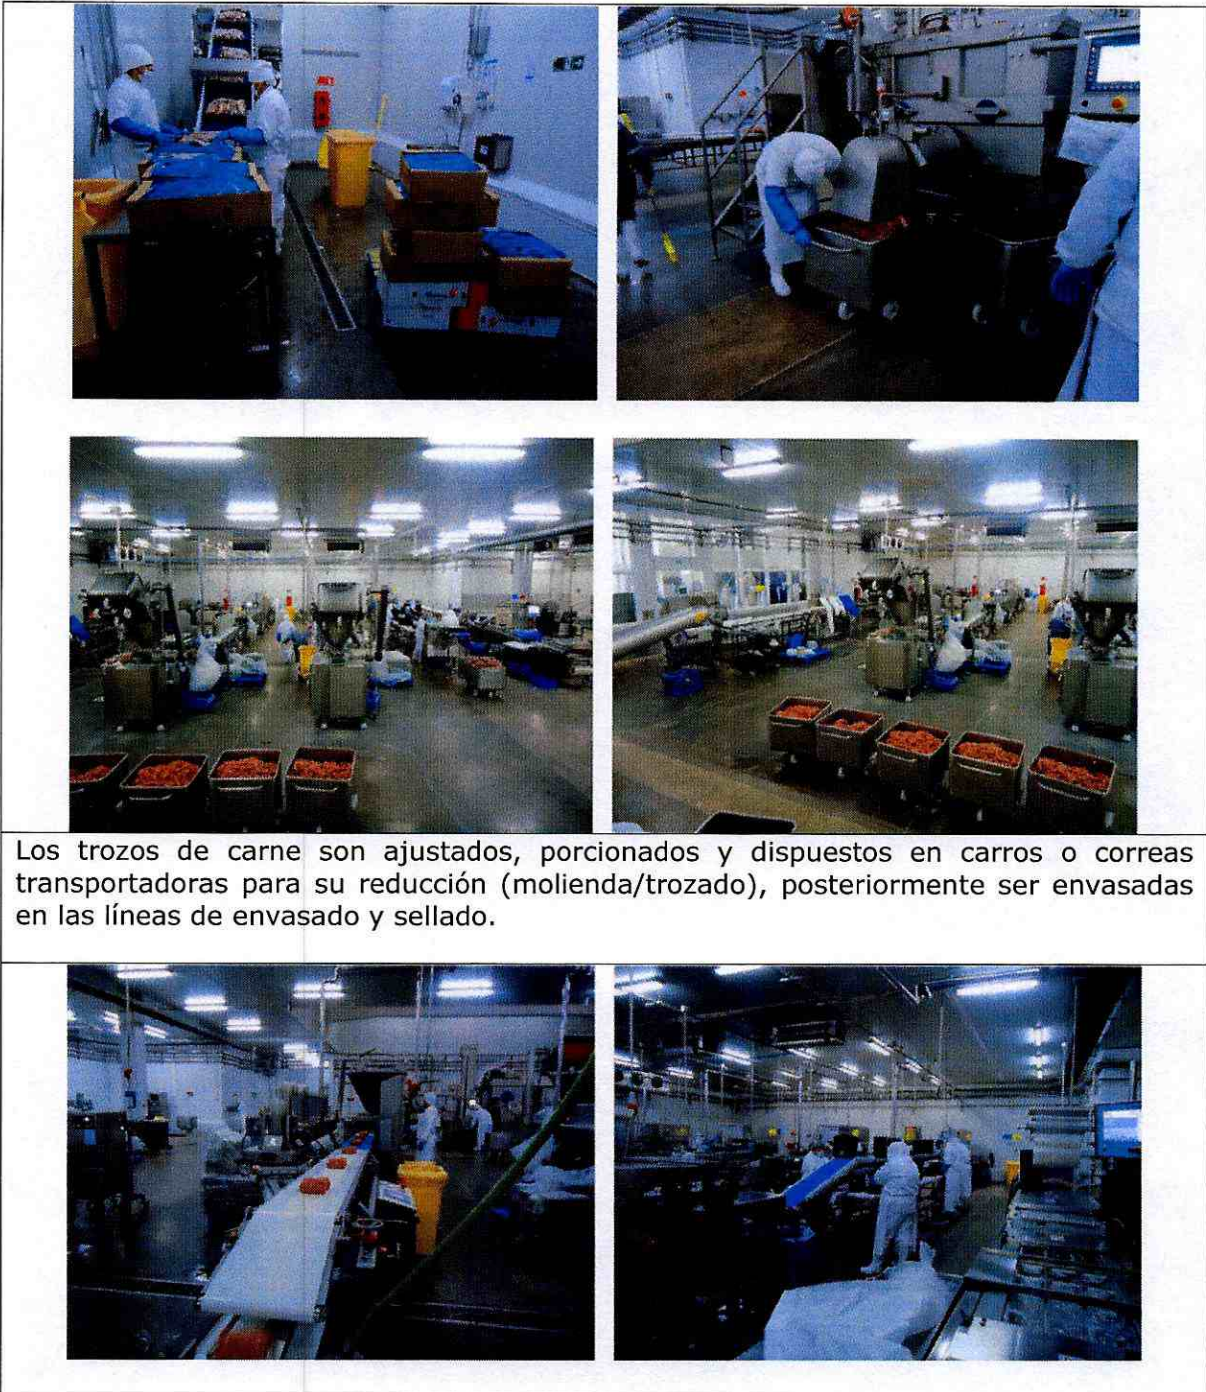 Los trozos de carne son ajustados, porcionados y dispuestos en carros o correas
transportadoras para su reducción (molienda/trozado), posteriormente ser envasadas
en las líneas de envasado y sellado.